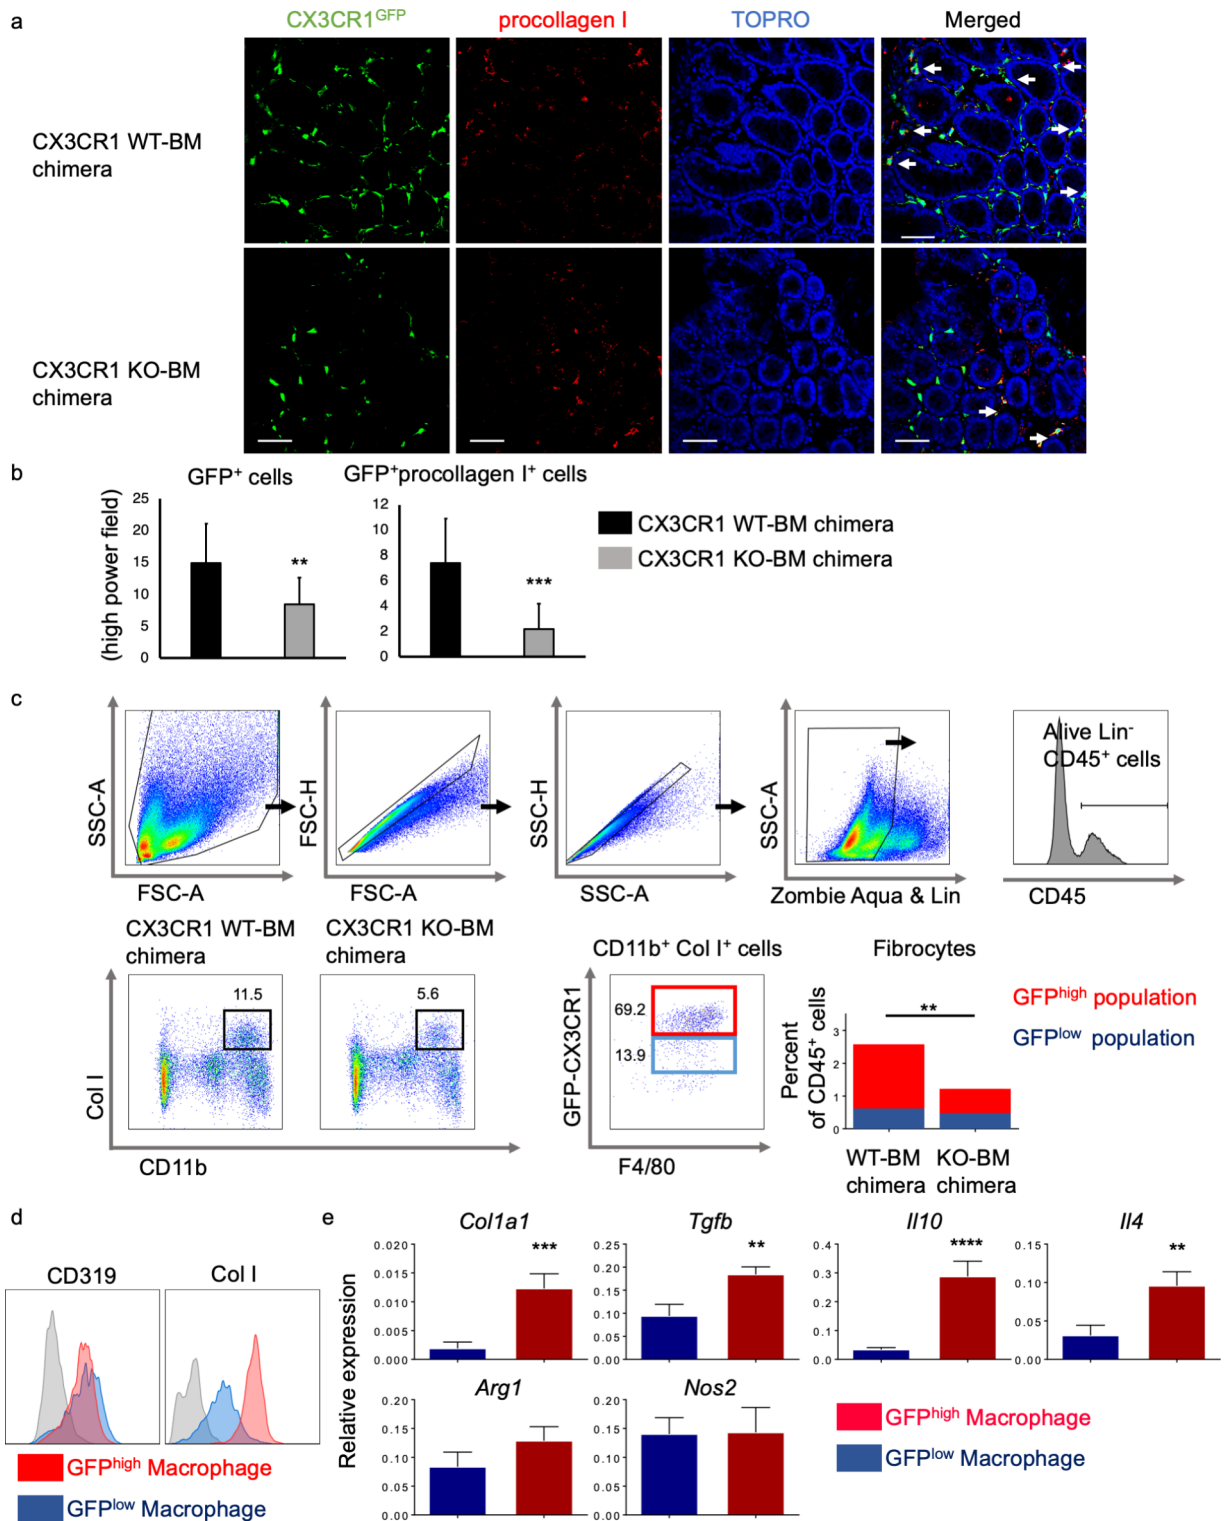 a
CX3CR1GFP
procollagen I
TOPRO
Merged
CX3CR1 WT-BM
chimera
CX3CR1 KO-BM
chimera
b
GFP+ cells
GFP+procollagen I+ cells
(high power field)
25
20
15
10
5
0
**
12
10
8
6
4
2
0
***
CX3CR1 WT-BM chimera
CX3CR1 KO-BM chimera
c
SSC-A
FSC-A
FSC-H
FSC-A
SSC-H
SSC-A
SSC-A
Zombie Aqua & Lin
Alive Lin-
CD45+ cells
CD45
CX3CR1 WT-BM
chimera
CX3CR1 KO-BM
chimera
11.5
5.6
Col I
CD11b
CD11b+ Col I+ cells
69.2
13.9
GFP-CX3CR1
F4/80
Fibrocytes
**
Percent
of CD45+ cells
3
2
1
0
WT-BM
chimera
KO-BM
chimera
GFPhigh population
GFPlow population
d
CD319
Col I
GFPhigh Macrophage
GFPlow Macrophage
e
Relative expression
Col1a1
0.020
0.015
0.010
0.005
0.000
***
Tgfb
0.25
0.20
0.15
0.10
0.05
0.00
**
Il10
0.4
0.3
0.2
0.1
0.0
****
Il4
0.15
0.10
0.05
0.00
**
Arg1
0.20
0.15
0.10
0.05
0.00
Nos2
0.20
0.15
0.10
0.05
0.00
GFPhigh Macrophage
GFPlow Macrophage